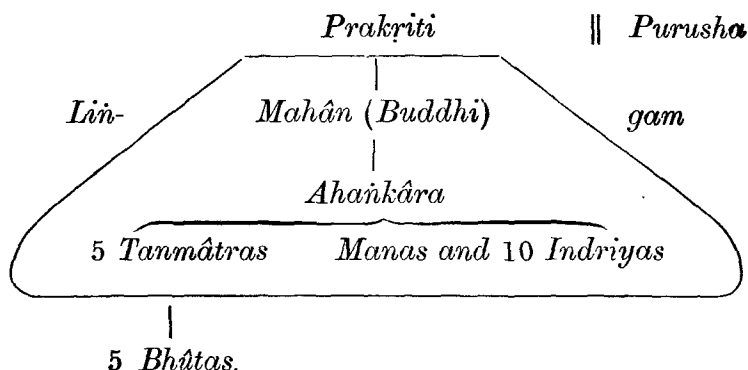 Prakṛiti ‖ Purusha
Liṅ- Mahân (Buddhi) gam
Ahaṅkâra
5 Tanmâtras Manas and 10 Indriyas
5 Bhûtas.